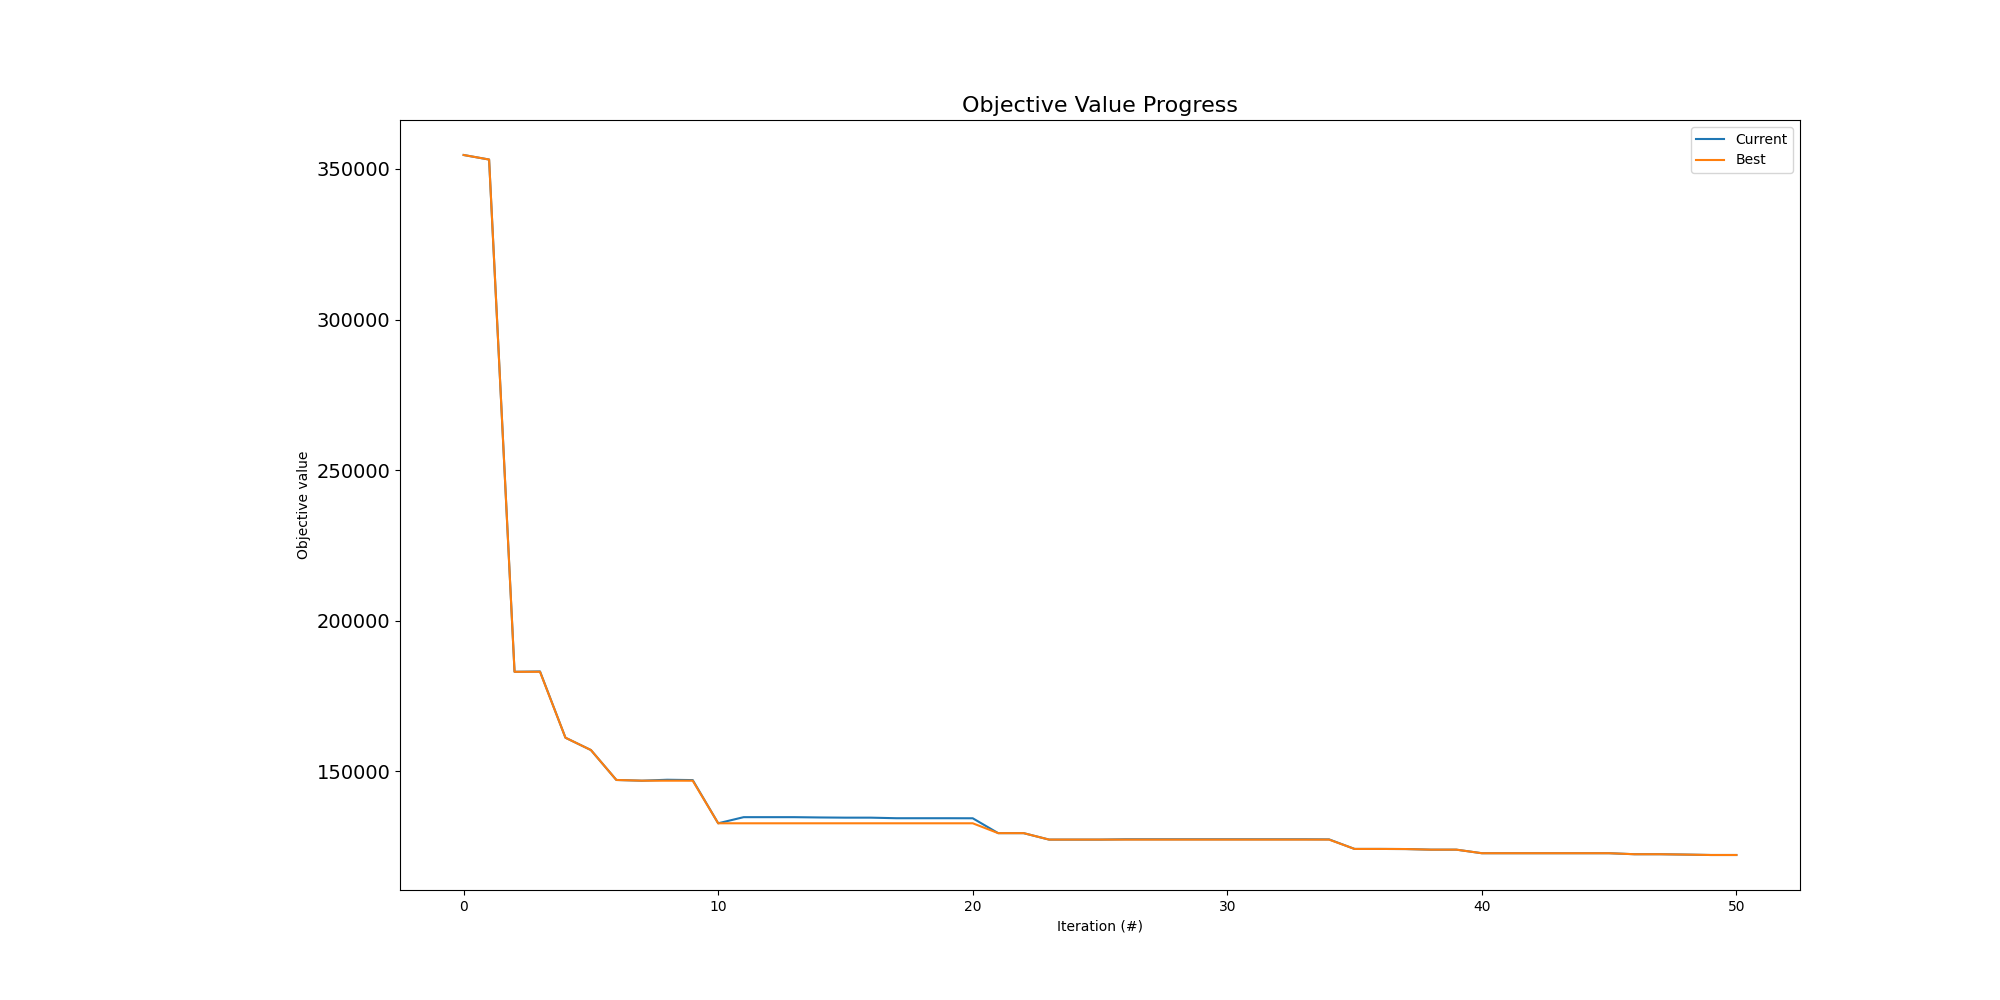 Objective Value Progress
Current
Best
350000
300000
250000
200000
150000
Objective value
0 10 20 30 40 50
Iteration (#)